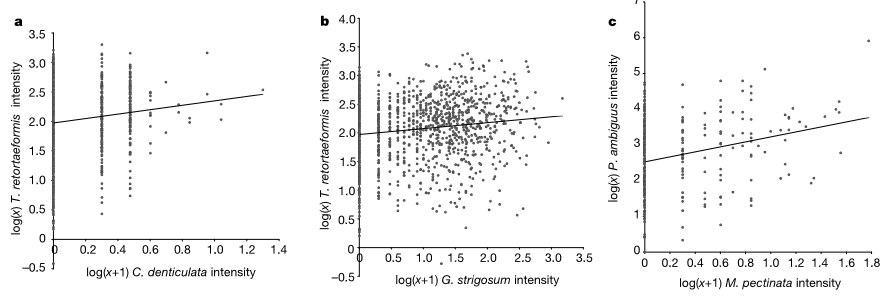 a
3.5
3.0
2.5
2.0
1.5
1.0
0.5
0
–0.5
log(x) T. retortaeformis intensity
0 0.2 0.4 0.6 0.8 1.0 1.2 1.4
log(x+1) C. denticulata intensity
b
4.0
3.5
3.0
2.5
2.0
1.5
1.0
0.5
0
–0.5
log(x) T. retortaeformis intensity
0 0.5 1.0 1.5 2.0 2.5 3.0 3.5
log(x+1) G. strigosum intensity
c
7
6
5
4
3
2
1
0
log(x) P. ambiguus intensity
0 0.2 0.4 0.6 0.8 1.0 1.2 1.4 1.6 1.8
log(x+1) M. pectinata intensity